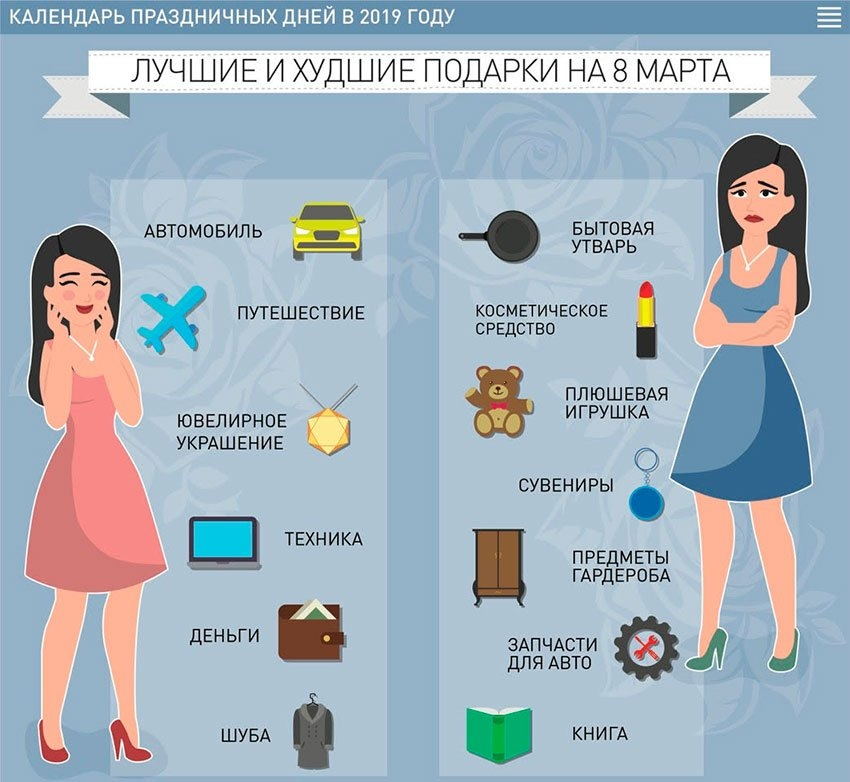 КАЛЕНДАРЬ ПРАЗДНИЧНЫХ ДНЕЙ В 2019 ГОДУ
ЛУЧШИЕ И ХУДШИЕ ПОДАРКИ НА 8 МАРТА
АВТОМОБИЛЬ
ПУТЕШЕСТВИЕ
ЮВЕЛИРНОЕ
УКРАШЕНИЕ
ТЕХНИКА
ДЕНЬГИ
ШУБА
БЫТОВАЯ
УТВАРЬ
КОСМЕТИЧЕСКОЕ
СРЕДСТВО
ПЛЮШЕВАЯ
ИГРУШКА
СУВЕНИРЫ
ПРЕДМЕТЫ
ГАРДЕРОБА
ЗАПЧАСТИ
ДЛЯ АВТО
КНИГА